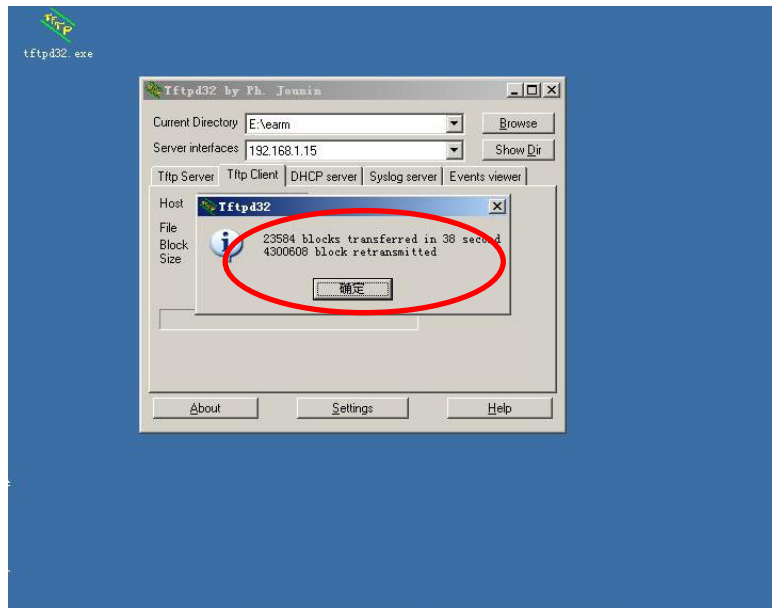 TFTP
tftpd32.exe
Tftpd32 by Ph. Jounin
Current Directory E:\earm Browse
Server interfaces 192.168.1.15 Show Dir
Tftp Server Tftp Client DHCP server Syslog server Events viewer
Host
Tftpd32
File
Block
Size
23584 blocks transferred in 38 second
4300608 block retransmitted
确定
About Settings Help